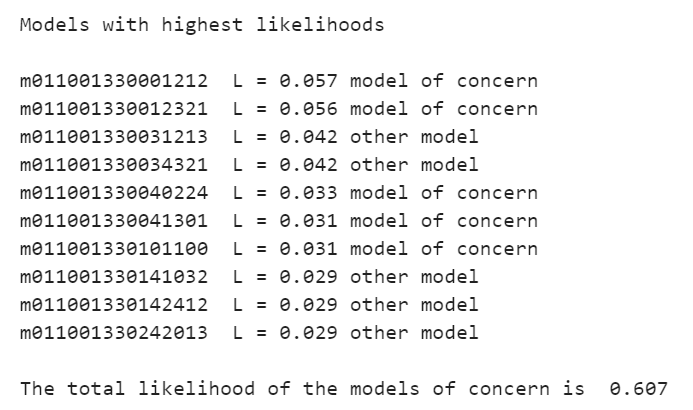 Models with highest likelihoods
m011001330001212 L = 0.057 model of concern
m011001330012321 L = 0.056 model of concern
m011001330031213 L = 0.042 other model
m011001330034321 L = 0.042 other model
m011001330040224 L = 0.033 model of concern
m011001330041301 L = 0.031 model of concern
m011001330101100 L = 0.031 model of concern
m011001330141032 L = 0.029 other model
m011001330142412 L = 0.029 other model
m011001330242013 L = 0.029 other model
The total likelihood of the models of concern is 0.607